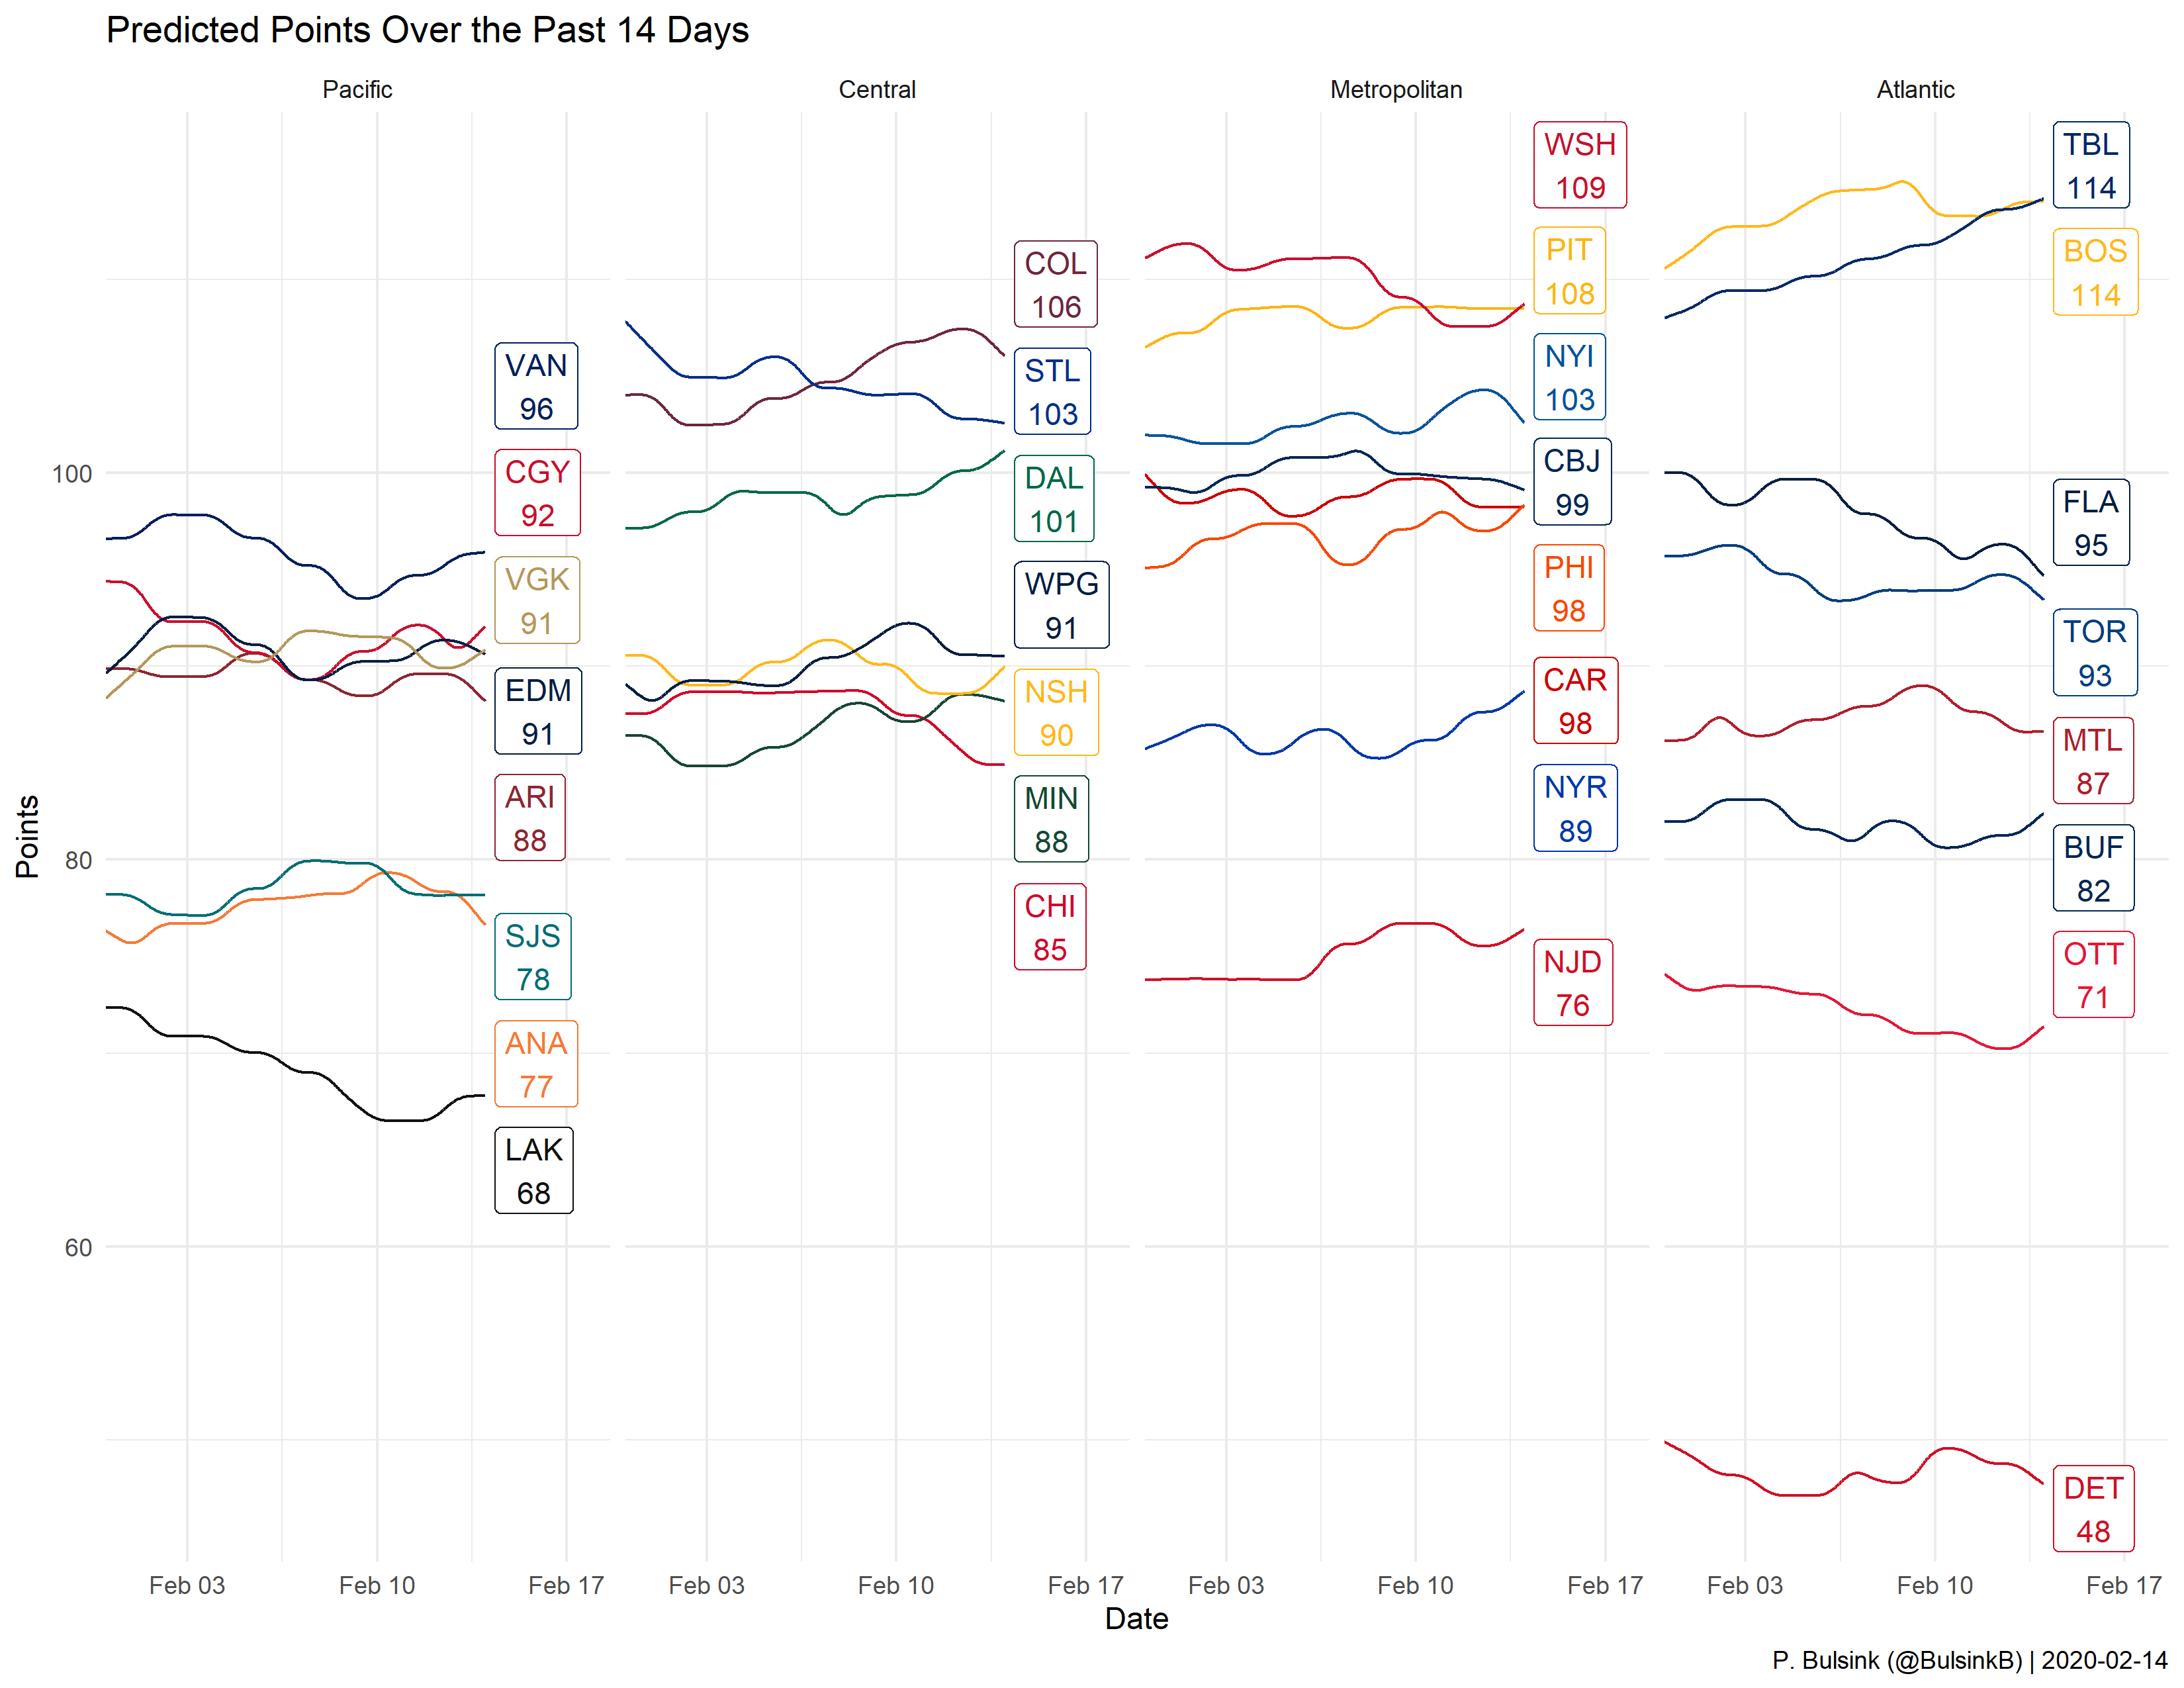 Predicted Points Over the Past 14 Days
Pacific
Central
Metropolitan
Atlantic
Points
100
80
60
VAN
96
CGY
92
VGK
91
EDM
91
ARI
88
SJS
78
ANA
77
LAK
68
COL
106
STL
103
DAL
101
WPG
91
NSH
90
MIN
88
CHI
85
WSH
109
PIT
108
NYI
103
CBJ
99
PHI
98
CAR
98
NYR
89
NJD
76
TBL
114
BOS
114
FLA
95
TOR
93
MTL
87
BUF
82
OTT
71
DET
48
Feb 03 Feb 10 Feb 17
Feb 03 Feb 10 Feb 17
Feb 03 Feb 10 Feb 17
Feb 03 Feb 10 Feb 17
Date
P. Bulsink (@BulsinkB) | 2020-02-14